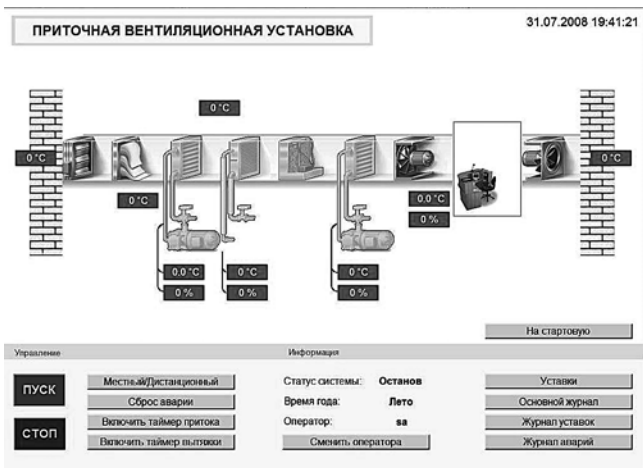 ПРИТОЧНАЯ ВЕНТИЛЯЦИОННАЯ УСТАНОВКА
31.07.2008 19:41:21
0 °C
0 °C
0 °C
0 °C
0.0 °C
0 %
0.0 °C
0 °C
0 °C
0 %
0 %
0 %
На стартовую
Управление
Информация
ПУСК
Местный/Дистанционный
Статус системы: Останов
Уставки
Сброс аварии
Время года: Лето
Основной журнал
СТОП
Включить таймер притока
Оператор: sa
Журнал уставок
Включить таймер вытяжки
Сменить оператора
Журнал аварий